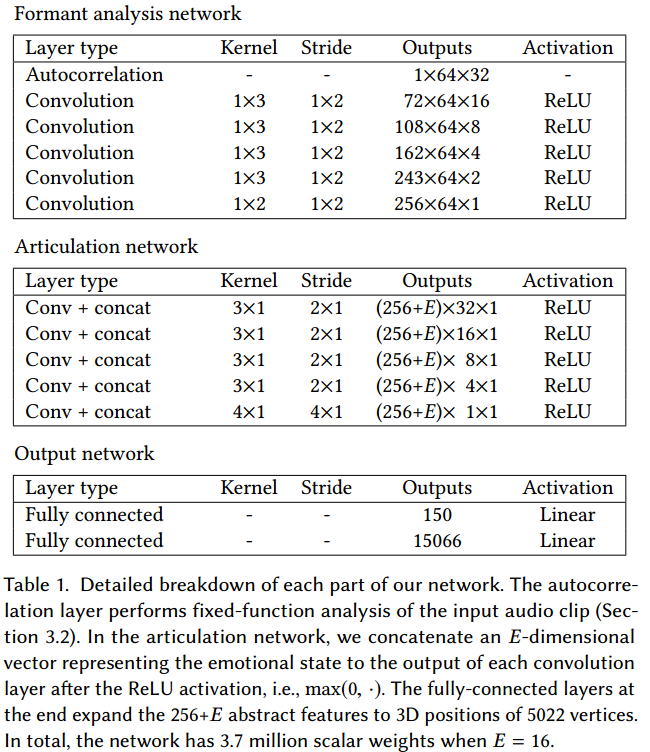 Formant analysis network
Layer type Kernel Stride Outputs Activation
Autocorrelation - - 1×64×32 -
Convolution 1×3 1×2 72×64×16 ReLU
Convolution 1×3 1×2 108×64×8 ReLU
Convolution 1×3 1×2 162×64×4 ReLU
Convolution 1×3 1×2 243×64×2 ReLU
Convolution 1×2 1×2 256×64×1 ReLU
Articulation network
Layer type Kernel Stride Outputs Activation
Conv + concat 3×1 2×1 (256+E)×32×1 ReLU
Conv + concat 3×1 2×1 (256+E)×16×1 ReLU
Conv + concat 3×1 2×1 (256+E)× 8×1 ReLU
Conv + concat 3×1 2×1 (256+E)× 4×1 ReLU
Conv + concat 4×1 4×1 (256+E)× 1×1 ReLU
Output network
Layer type Kernel Stride Outputs Activation
Fully connected - - 150 Linear
Fully connected - - 15066 Linear
Table 1. Detailed breakdown of each part of our network. The autocorre-
lation layer performs fixed-function analysis of the input audio clip (Sec-
tion 3.2). In the articulation network, we concatenate an E-dimensional
vector representing the emotional state to the output of each convolution
layer after the ReLU activation, i.e., max(0, ·). The fully-connected layers at
the end expand the 256+E abstract features to 3D positions of 5022 vertices.
In total, the network has 3.7 million scalar weights when E = 16.